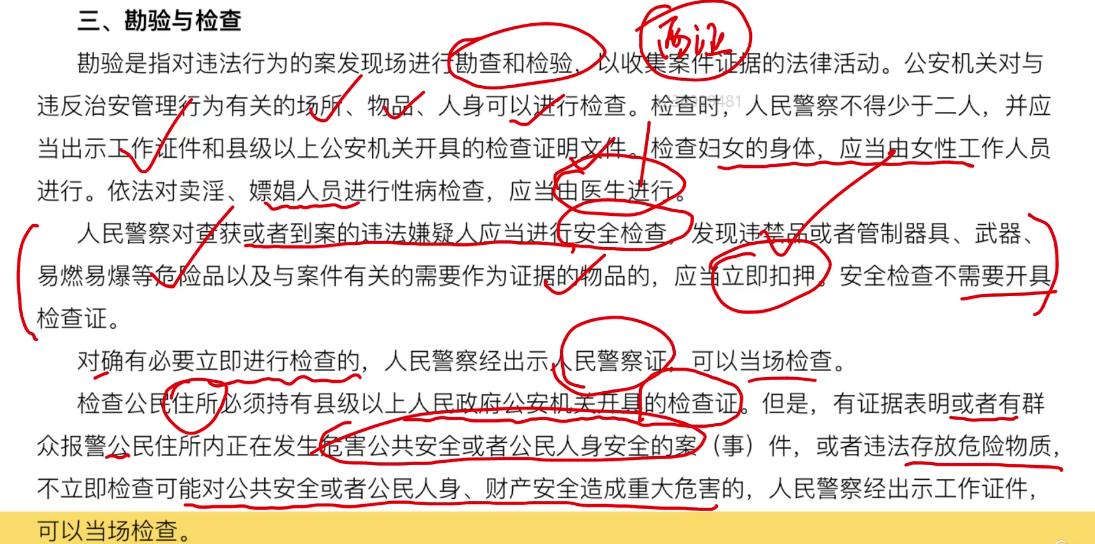 三、勘验与检查
两证
勘验是指对违法行为的案发现场进行勘查和检验，以收集案件证据的法律活动。公安机关对与
违反治安管理行为有关的场所、物品、人身可以进行检查。检查时，人民警察不得少于二人，并应
当出示工作证件和县级以上公安机关开具的检查证明文件。检查妇女的身体，应当由女性工作人员
进行。依法对卖淫、嫖娼人员进行性病检查，应当由医生进行。
人民警察对查获或者到案的违法嫌疑人应当进行安全检查，发现违禁品或者管制器具、武器、
易燃易爆等危险品以及与案件有关的需要作为证据的物品的，应当立即扣押。安全检查不需要开具
检查证。
对确有必要立即进行检查的，人民警察经出示人民警察证，可以当场检查。
检查公民住所必须持有县级以上人民政府公安机关开具的检查证。但是，有证据表明或者有群
众报警公民住所内正在发生危害公共安全或者公民人身安全的案（事）件，或者违法存放危险物质，
不立即检查可能对公共安全或者公民人身、财产安全造成重大危害的，人民警察经出示工作证件，
可以当场检查。